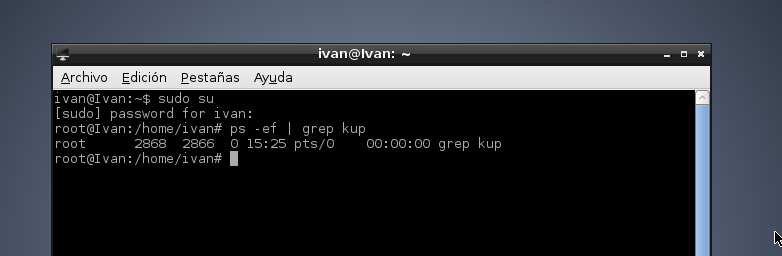 ivan@Ivan: ~
Archivo Edición Pestañas Ayuda
ivan@Ivan:~$ sudo su
[sudo] password for ivan:
root@Ivan:/home/ivan# ps -ef | grep kup
root      2868  2866  0 15:25 pts/0    00:00:00 grep kup
root@Ivan:/home/ivan#